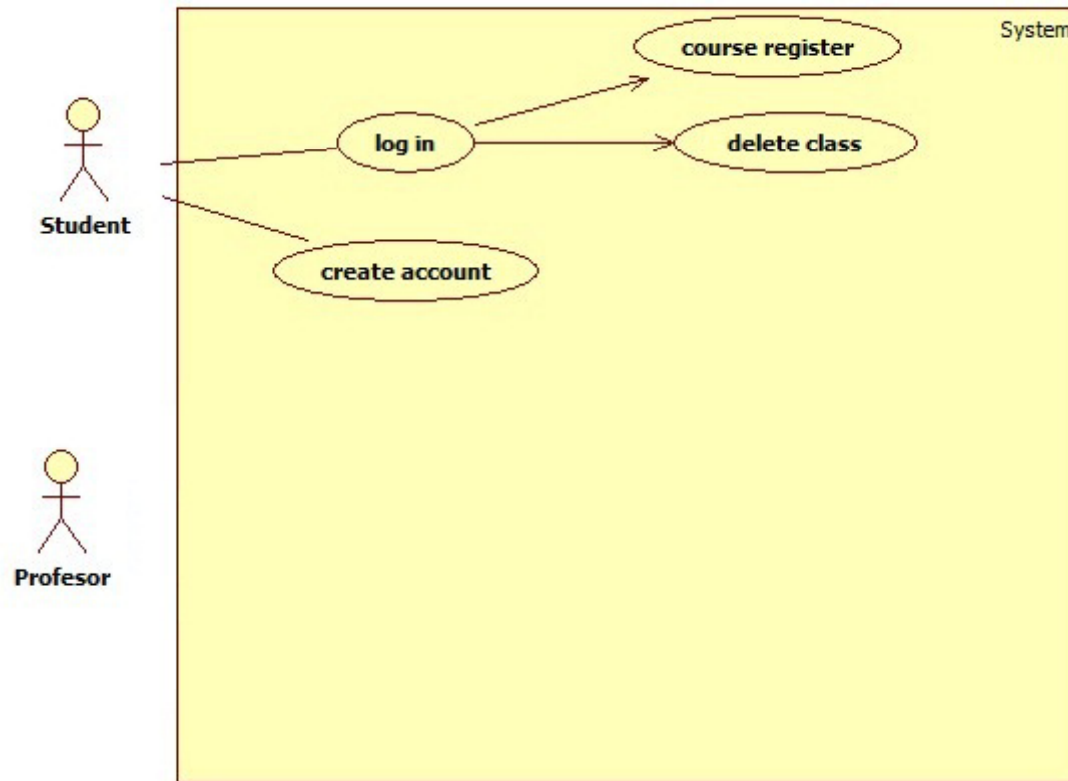 System
course register
log in
delete class
Student
create account
Profesor